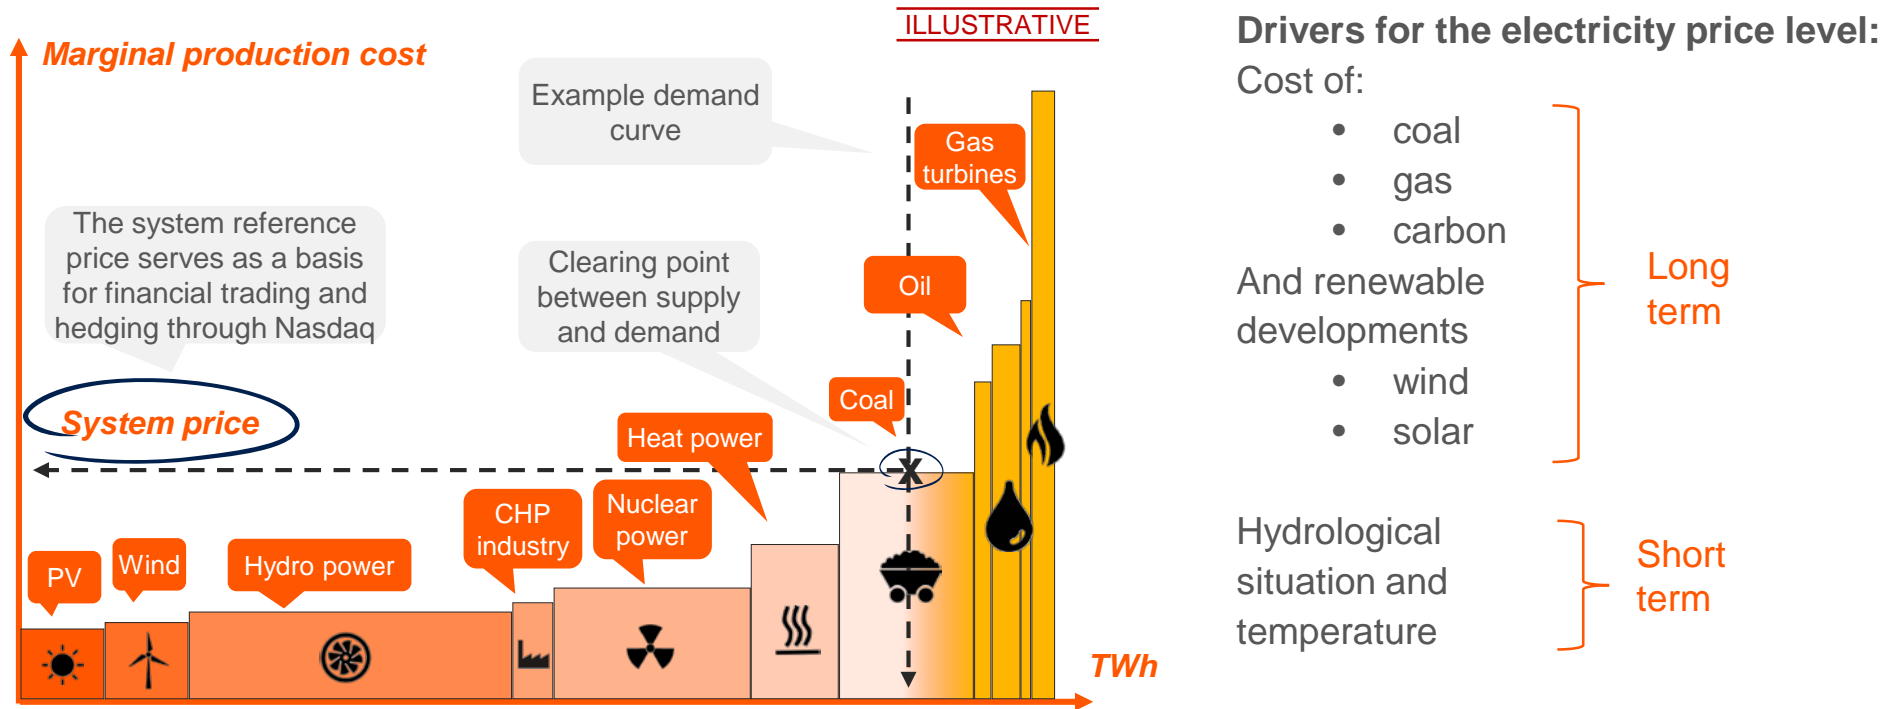 ILLUSTRATIVE
Marginal production cost
Example demand
curve
Gas
turbines
The system reference
price serves as a basis
for financial trading and
hedging through Nasdaq
Clearing point
between supply
and demand
Oil
System price
Coal
Heat power
X
CHP
industry
Nuclear
power
PV
Wind
Hydro power
TWh
Drivers for the electricity price level:
Cost of:
• coal
• gas
• carbon
And renewable
developments
• wind
• solar
Long
term
Hydrological
situation and
temperature
Short
term